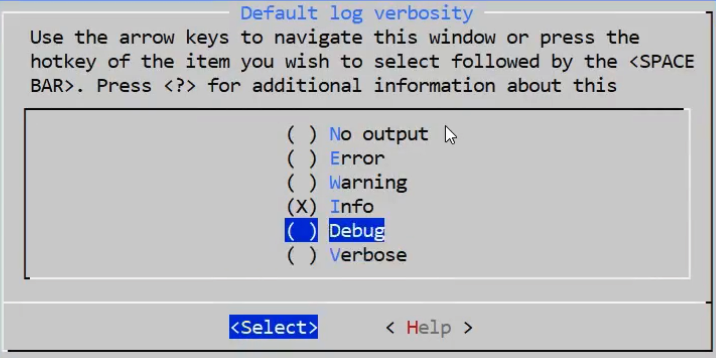 Default log verbosity
Use the arrow keys to navigate this window or press the
hotkey of the item you wish to select followed by the <SPACE
BAR>. Press <?> for additional information about this
( ) No output
( ) Error
( ) Warning
(X) Info
( ) Debug
( ) Verbose
<Select> < Help >